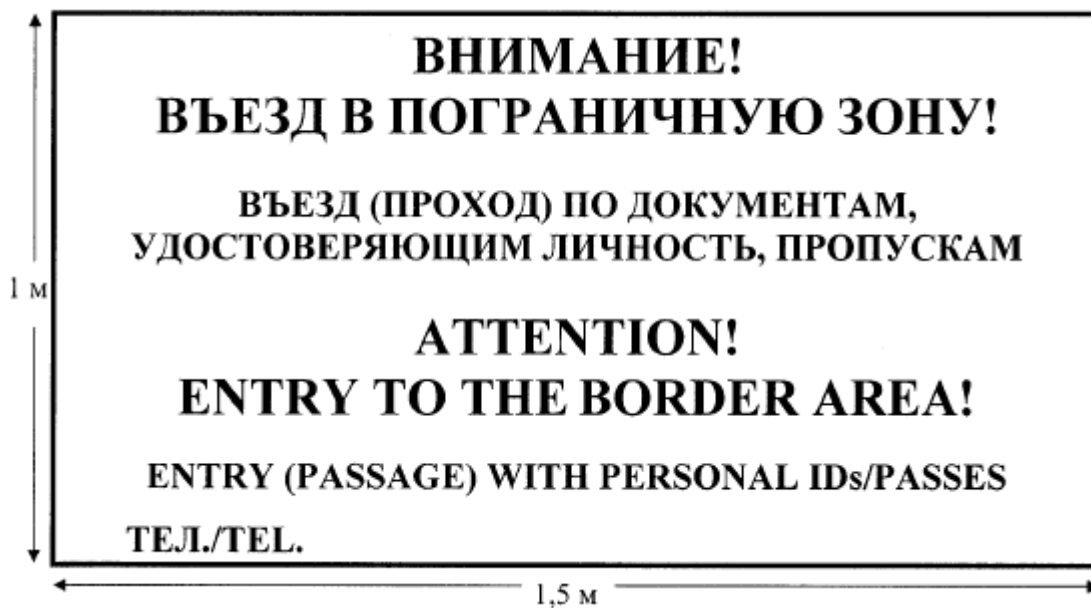 ВНИМАНИЕ!
ВЪЕЗД В ПОГРАНИЧНУЮ ЗОНУ!
ВЪЕЗД (ПРОХОД) ПО ДОКУМЕНТАМ,
УДОСТОВЕРЯЮЩИМ ЛИЧНОСТЬ, ПРОПУСКАМ
1 м
ATTENTION!
ENTRY TO THE BORDER AREA!
ENTRY (PASSAGE) WITH PERSONAL IDs/PASSES
ТЕЛ./TEL.
1,5 м